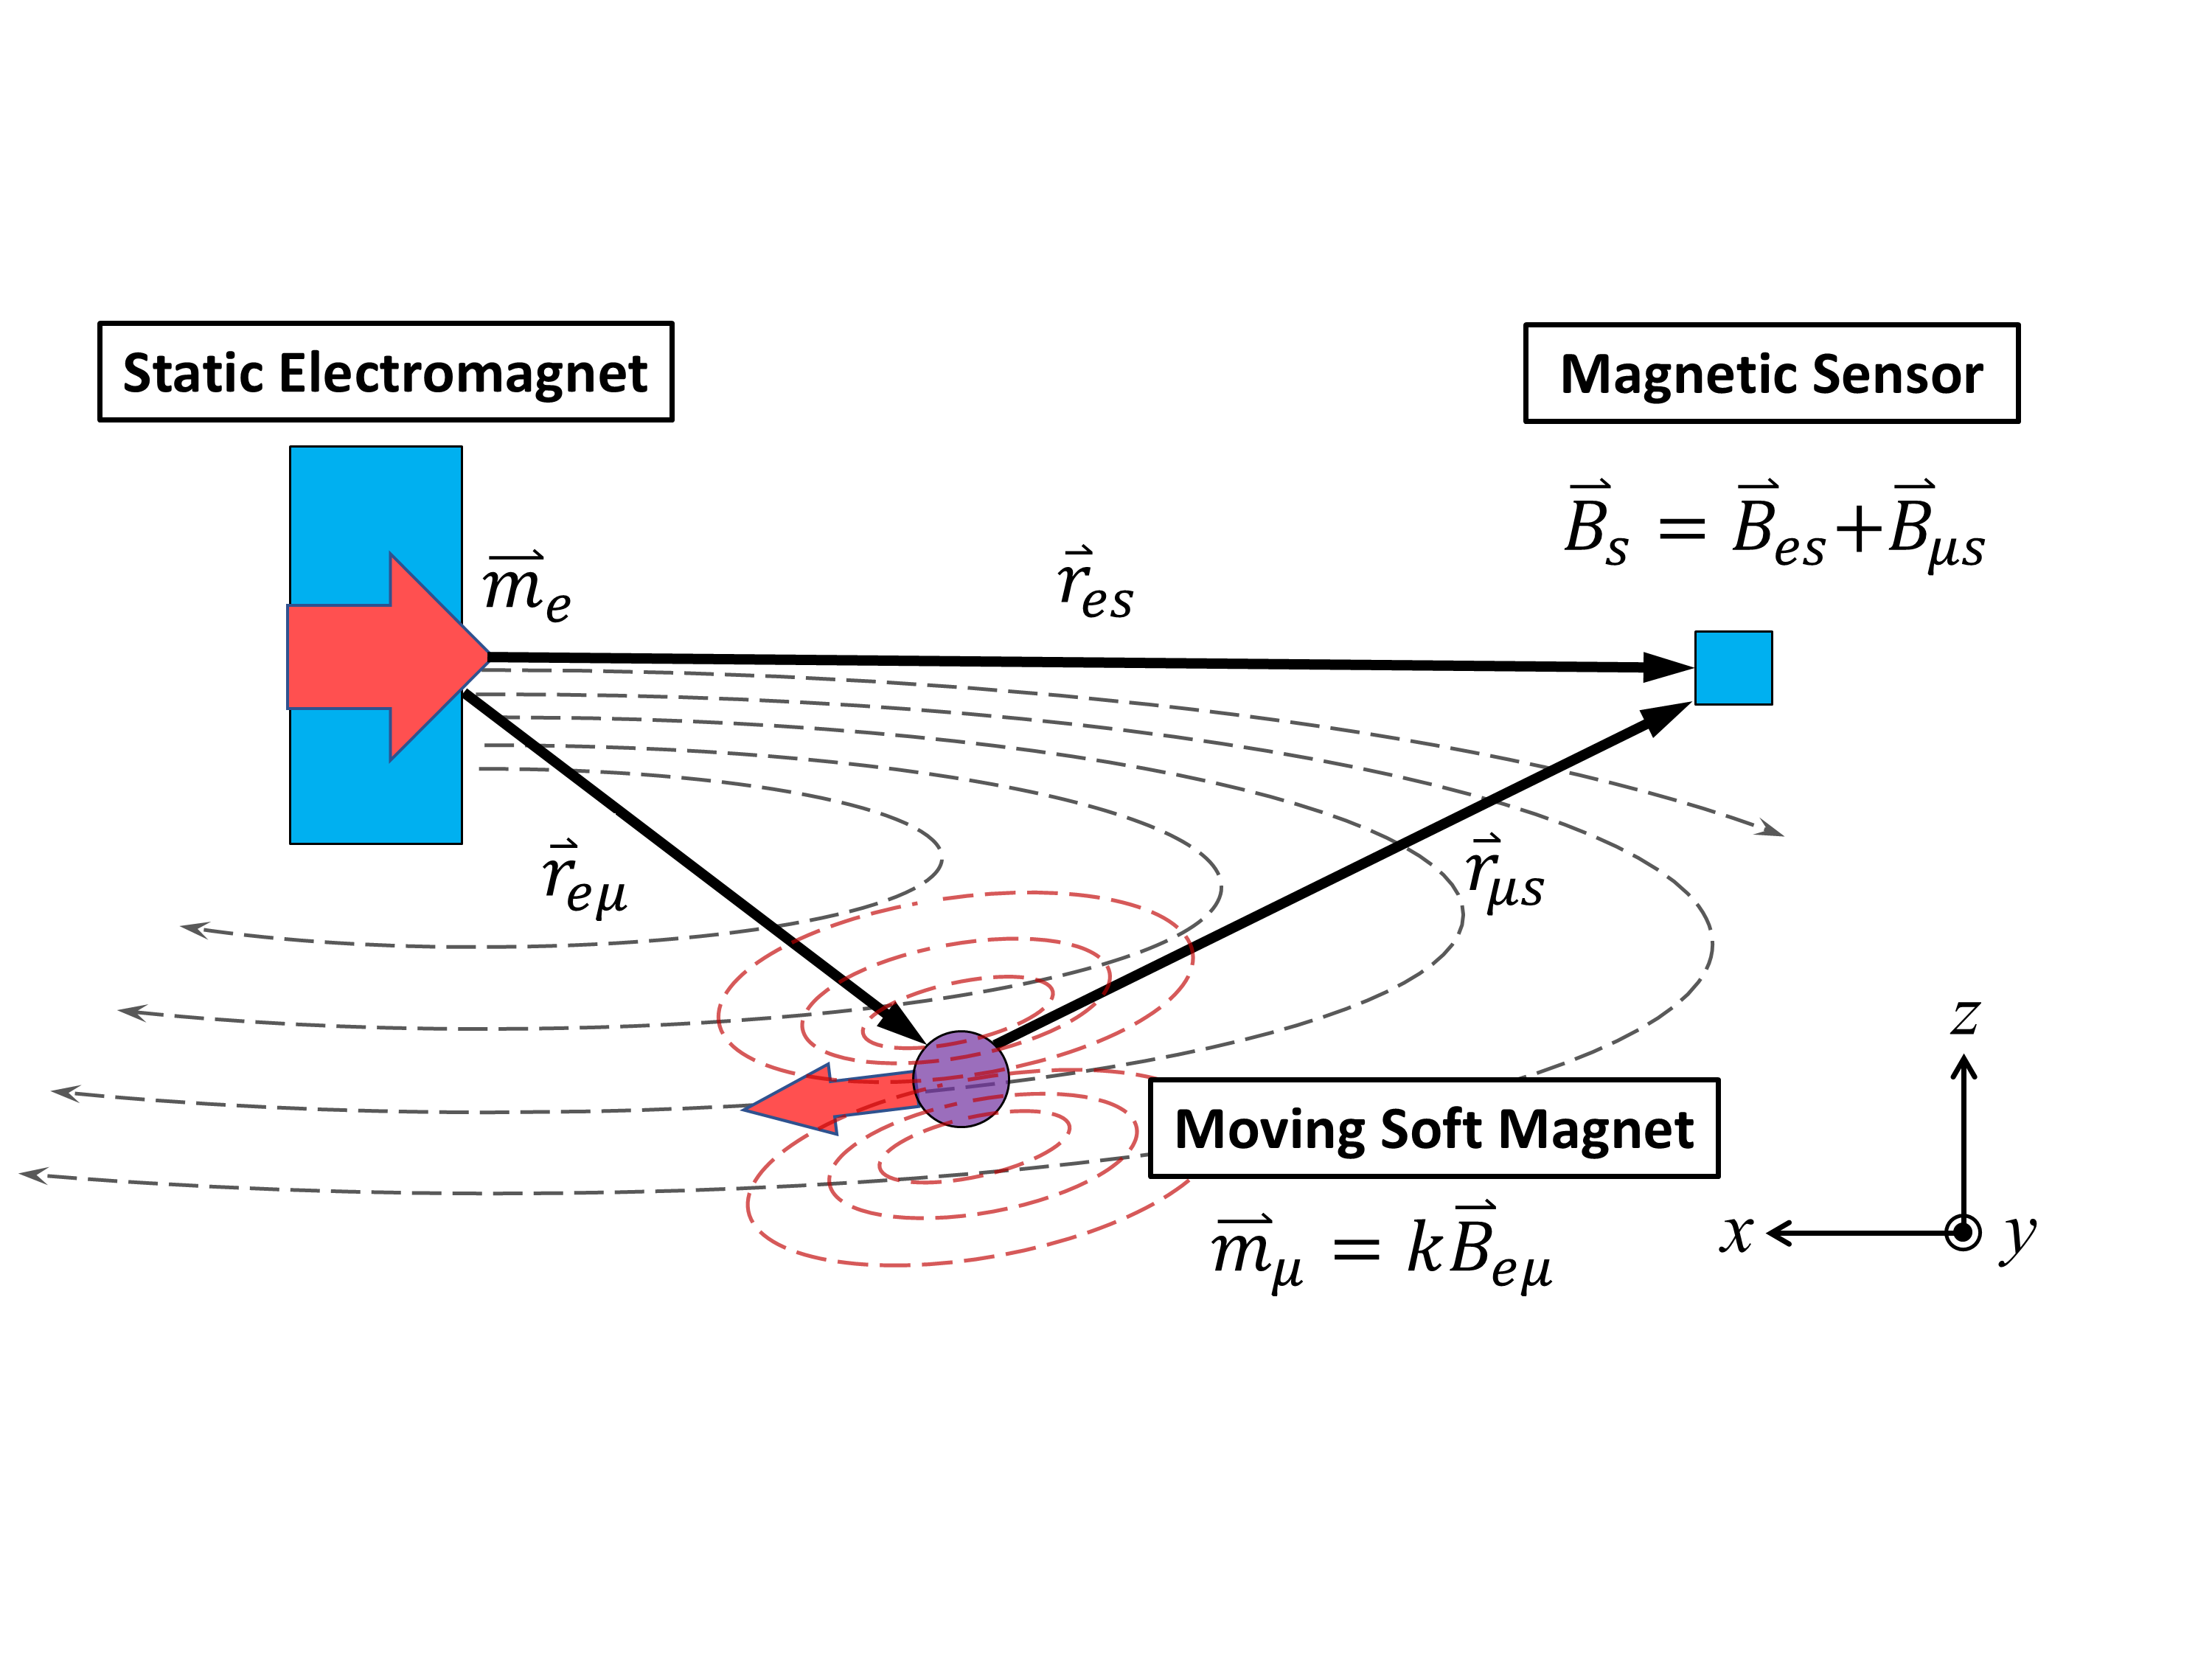 Static Electromagnet
Magnetic Sensor
$\vec{B}_s = \vec{B}_{es} + \vec{B}_{\mu s}$
$\vec{m}_e$
$\vec{r}_{es}$
$\vec{r}_{e\mu}$
$\vec{r}_{\mu s}$
Moving Soft Magnet
$\vec{m}_\mu = k\vec{B}_{e\mu}$
z
x
y